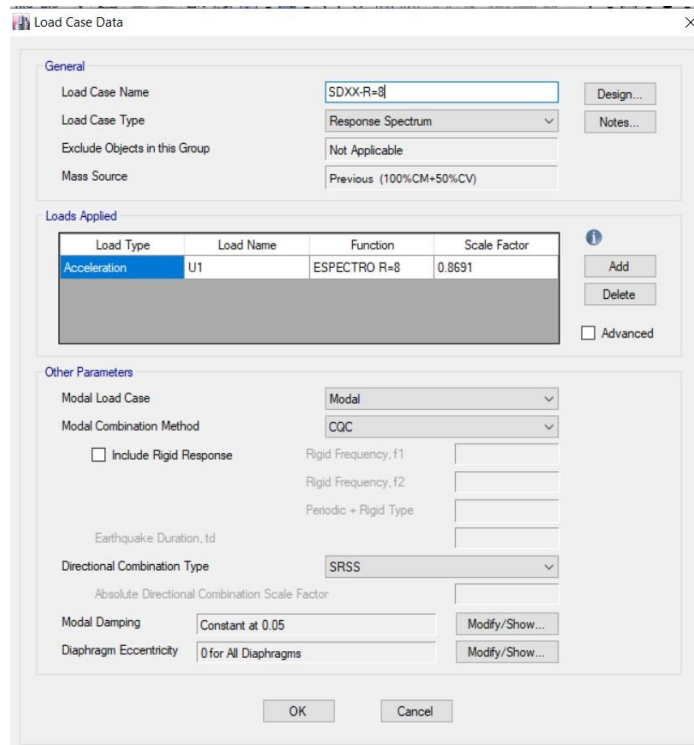 Load Case Data
General
Load Case Name SDXX-R=8 Design...
Load Case Type Response Spectrum Notes...
Exclude Objects in this Group Not Applicable
Mass Source Previous (100%CM+50%CV)
Loads Applied
Load Type Load Name Function Scale Factor
Acceleration U1 ESPECTRO R=8 0.8691 Add
Delete
Advanced
Other Parameters
Modal Load Case Modal
Modal Combination Method CQC
Include Rigid Response Rigid Frequency, f1
Rigid Frequency, f2
Periodic + Rigid Type
Earthquake Duration, td
Directional Combination Type SRSS
Absolute Directional Combination Scale Factor
Modal Damping Constant at 0.05 Modify/Show...
Diaphragm Eccentricity 0 for All Diaphragms Modify/Show...
OK Cancel